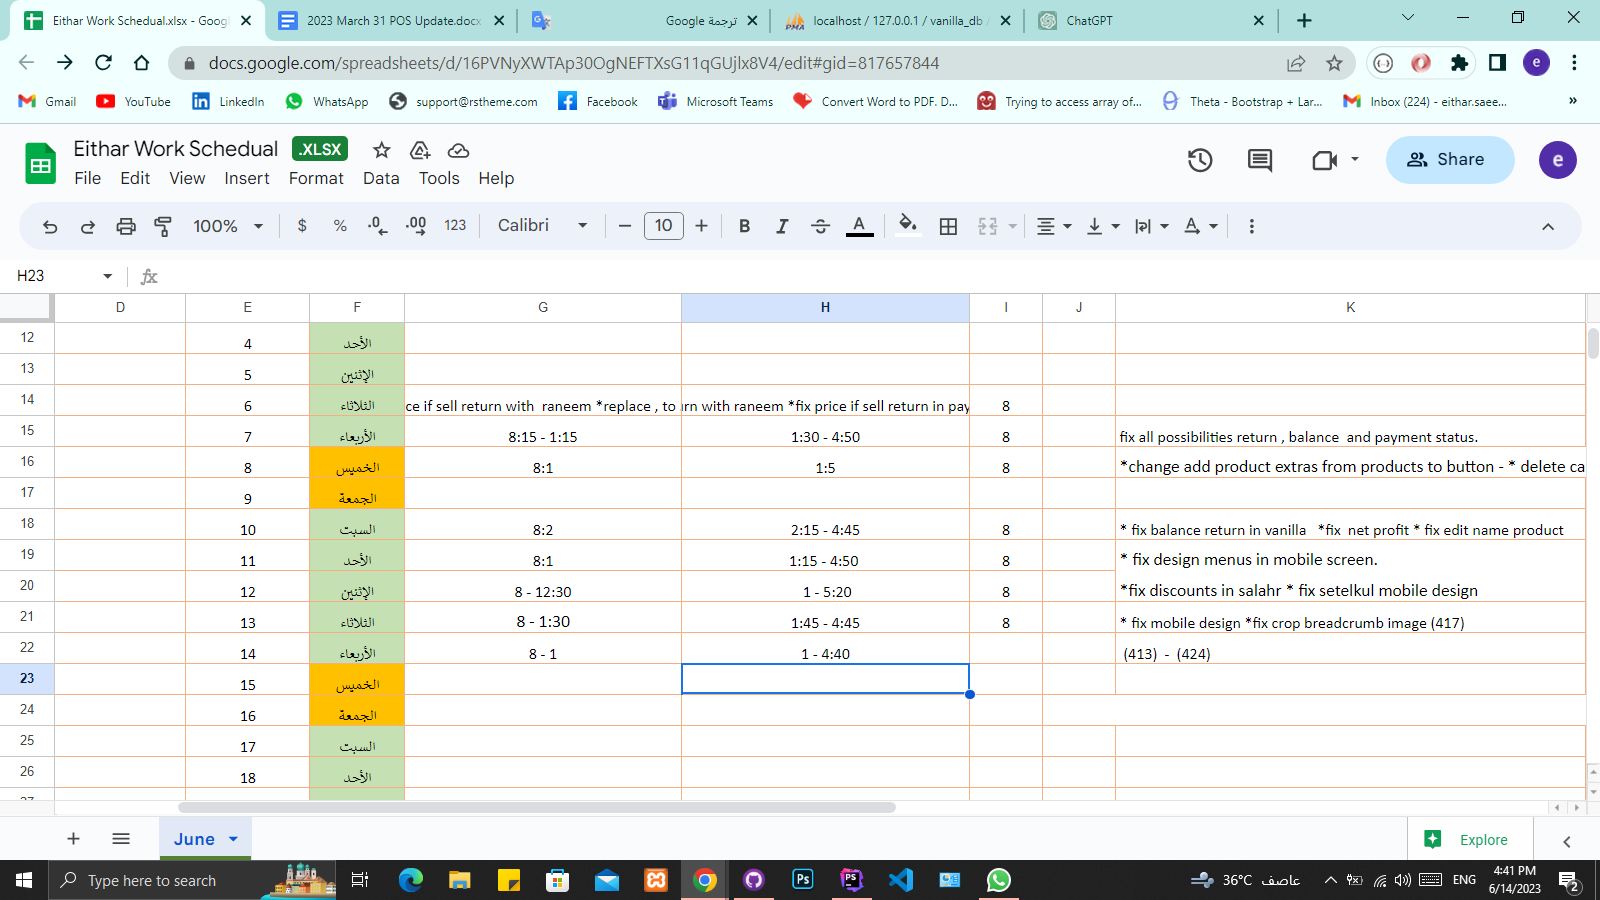 Eithar Work Schedual.xlsx - Goog
2023 March 31 POS Update.docx
ترجمة Google
localhost / 127.0.0.1 / vanilla_db /
ChatGPT
docs.google.com/spreadsheets/d/16PVNyXWTAp30OgNEFTXsG11qGUjlx8V4/edit#gid=817657844
e
Gmail YouTube LinkedIn WhatsApp support@rstheme.com Facebook Microsoft Teams Convert Word to PDF. D... Trying to access array of... Theta - Bootstrap + Lar... Inbox (224) - eithar.saee... »
Eithar Work Schedual .XLSX
Share
e
File Edit View Insert Format Data Tools Help
100% $ % .0 .00 123 Calibri 10 B I A A
H23 fx
D E F G H I J K
12 4 الأحد
13 5 الإثنين
14 6 الثلاثاء ce if sell return with raneem *replace , to urn with raneem *fix price if sell return in pay 8
15 7 الأربعاء 8:15 - 1:15 1:30 - 4:50 8 fix all possibilities return , balance and payment status.
16 8 الخميس 8:1 1:5 8 *change add product extras from products to button - * delete ca
17 9 الجمعة
18 10 السبت 8:2 2:15 - 4:45 8 * fix balance return in vanilla *fix net profit * fix edit name product
19 11 الأحد 8:1 1:15 - 4:50 8 * fix design menus in mobile screen.
20 12 الإثنين 8 - 12:30 1 - 5:20 8 *fix discounts in salahr * fix setelkul mobile design
21 13 الثلاثاء 8 - 1:30 1:45 - 4:45 8 * fix mobile design *fix crop breadcrumb image (417)
22 14 الأربعاء 8 - 1 1 - 4:40 (413) - (424)
23 15 الخميس
24 16 الجمعة
25 17 السبت
26 18 الأحد
June
Explore
Type here to search
Ps
PS
36°C عاصف
ENG
4:41 PM
6/14/2023
2